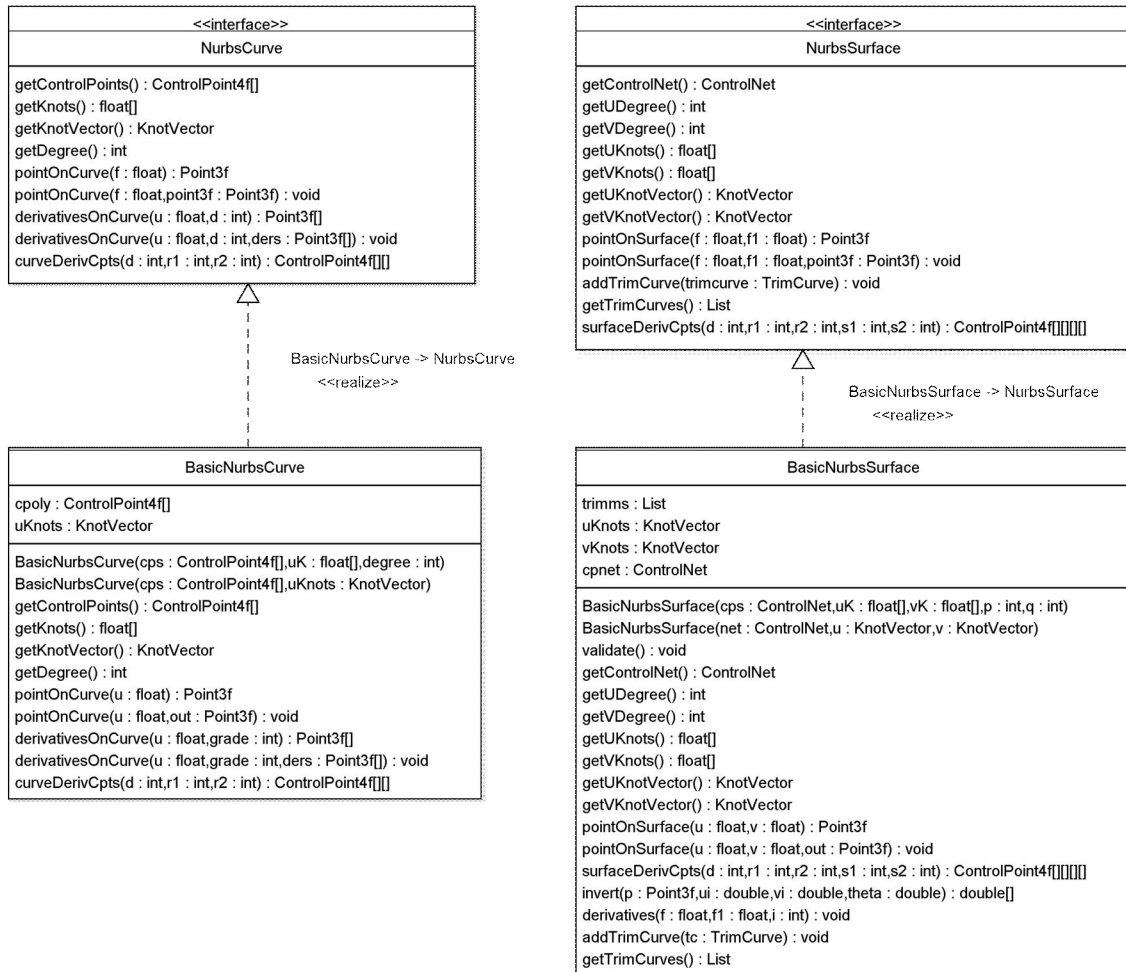 <<interface>>
NurbsCurve
getControlPoints() : ControlPoint4f[]
getKnots() : float[]
getKnotVector() : KnotVector
getDegree() : int
pointOnCurve(f : float) : Point3f
pointOnCurve(f : float,point3f : Point3f) : void
derivativesOnCurve(u : float,d : int) : Point3f[]
derivativesOnCurve(u : float,d : int,ders : Point3f[]) : void
curveDerivCpts(d : int,r1 : int,r2 : int) : ControlPoint4f[][]
<<interface>>
NurbsSurface
getControlNet() : ControlNet
getUDegree() : int
getVDegree() : int
getUKnots() : float[]
getVKnots() : float[]
getUKnotVector() : KnotVector
getVKnotVector() : KnotVector
pointOnSurface(f : float,f1 : float) : Point3f
pointOnSurface(f : float,f1 : float,point3f : Point3f) : void
addTrimCurve(trimcurve : TrimCurve) : void
getTrimCurves() : List
surfaceDerivCpts(d : int,r1 : int,r2 : int,s1 : int,s2 : int) : ControlPoint4f[][][][]
BasicNurbsCurve -> NurbsCurve
<<realize>>
BasicNurbsSurface -> NurbsSurface
<<realize>>
BasicNurbsCurve
cpoly : ControlPoint4f[]
uKnots : KnotVector
BasicNurbsCurve(cps : ControlPoint4f[],uK : float[],degree : int)
BasicNurbsCurve(cps : ControlPoint4f[],uKnots : KnotVector)
getControlPoints() : ControlPoint4f[]
getKnots() : float[]
getKnotVector() : KnotVector
getDegree() : int
pointOnCurve(u : float) : Point3f
pointOnCurve(u : float,out : Point3f) : void
derivativesOnCurve(u : float,grade : int) : Point3f[]
derivativesOnCurve(u : float,grade : int,ders : Point3f[]) : void
curveDerivCpts(d : int,r1 : int,r2 : int) : ControlPoint4f[][]
BasicNurbsSurface
trimms : List
uKnots : KnotVector
vKnots : KnotVector
cpnet : ControlNet
BasicNurbsSurface(cps : ControlNet,uK : float[],vK : float[],p : int,q : int)
BasicNurbsSurface(net : ControlNet,u : KnotVector,v : KnotVector)
validate() : void
getControlNet() : ControlNet
getUDegree() : int
getVDegree() : int
getUKnots() : float[]
getVKnots() : float[]
getUKnotVector() : KnotVector
getVKnotVector() : KnotVector
pointOnSurface(u : float,v : float) : Point3f
pointOnSurface(u : float,v : float,out : Point3f) : void
surfaceDerivCpts(d : int,r1 : int,r2 : int,s1 : int,s2 : int) : ControlPoint4f[][][][]
invert(p : Point3f,ui : double,vi : double,theta : double) : double[]
derivatives(f : float,f1 : float,i : int) : void
addTrimCurve(tc : TrimCurve) : void
getTrimCurves() : List